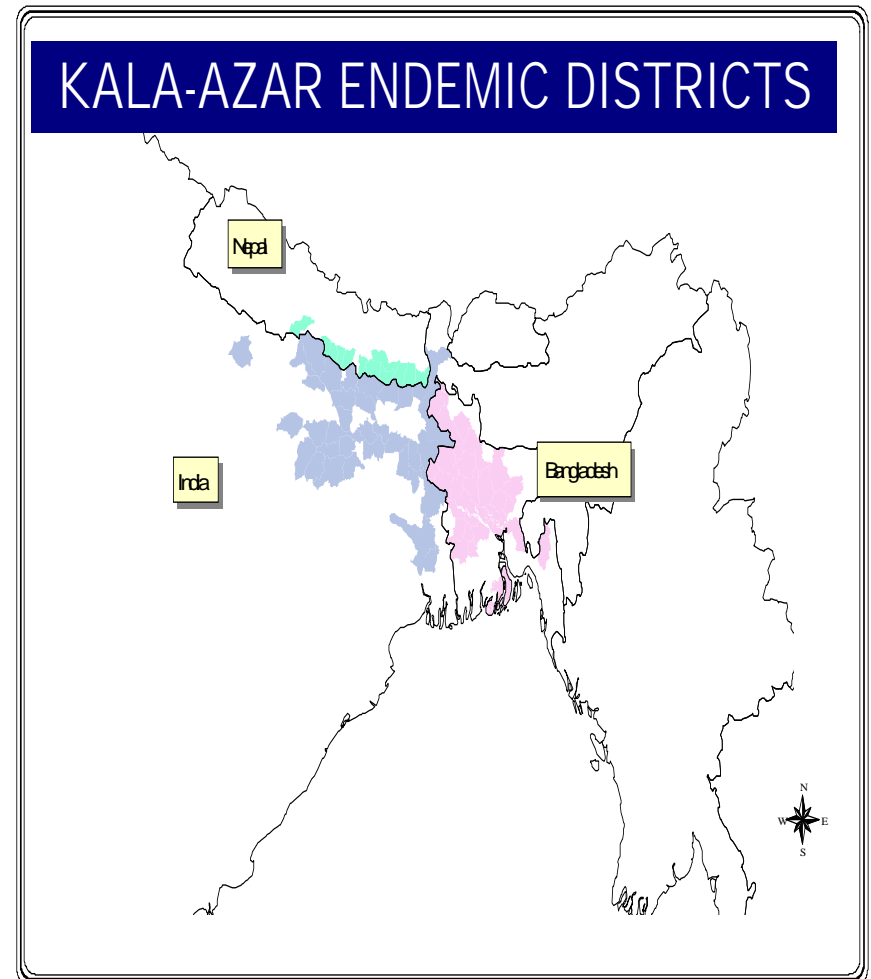 KALA-AZAR ENDEMIC DISTRICTS
Nepal
India
Bangladesh
N
W E
S